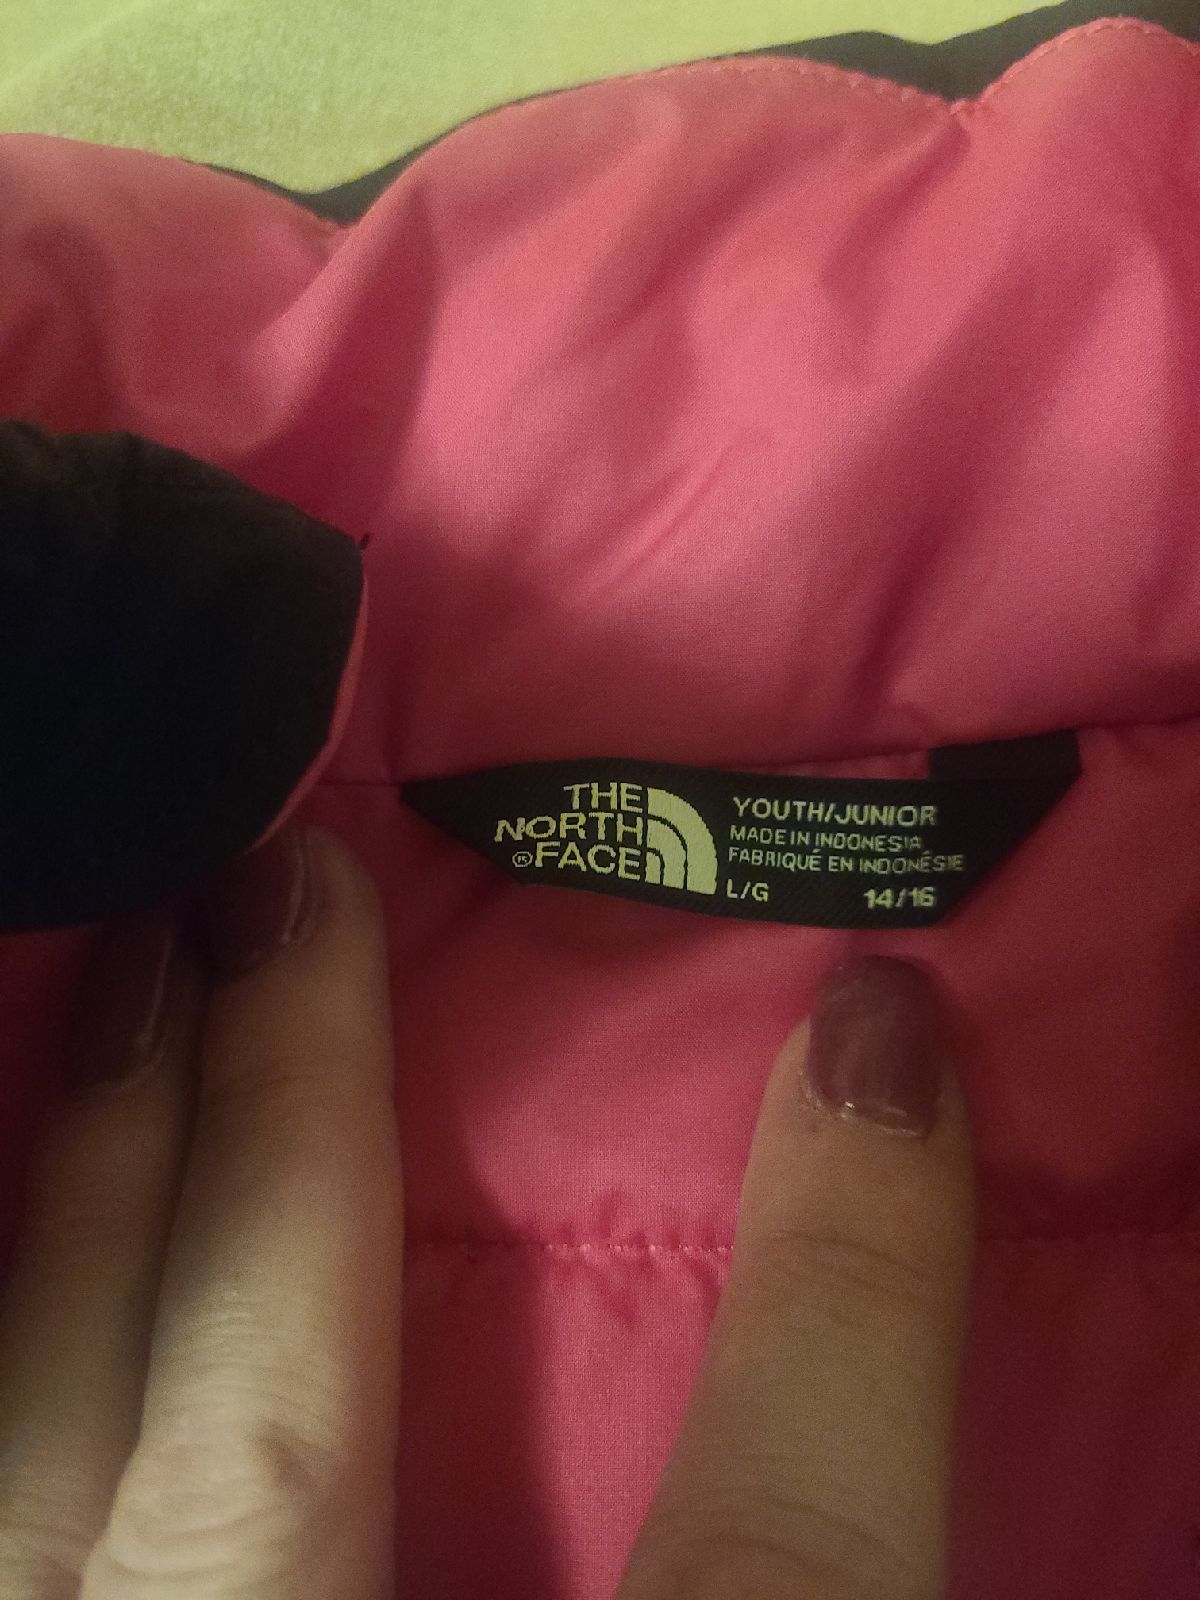 THE
NORTH
®FACE
YOUTH/JUNIOR
MADE IN INDONESIA
FABRIQUÉ EN INDONÉSIE
L/G 14/16